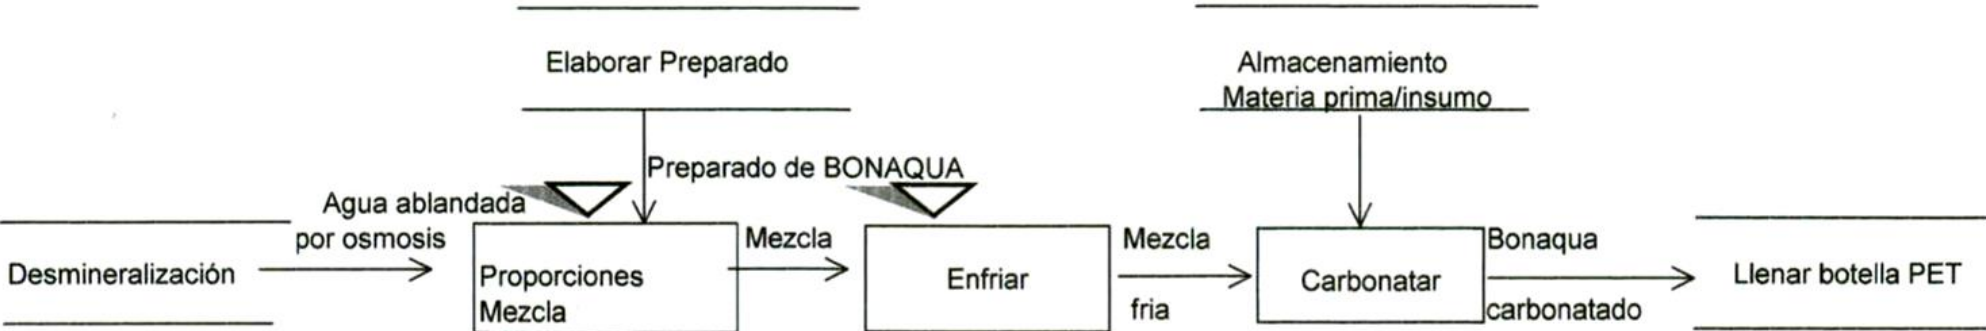 Elaborar Preparado
Almacenamiento
Materia prima/insumo
Preparado de BONAQUA
Agua ablandada
por osmosis
Mezcla
Mezcla
Bonaqua
Desmineralización
Proporciones
Mezcla
Enfriar
fria
Carbonatar
carbonatado
Llenar botella PET